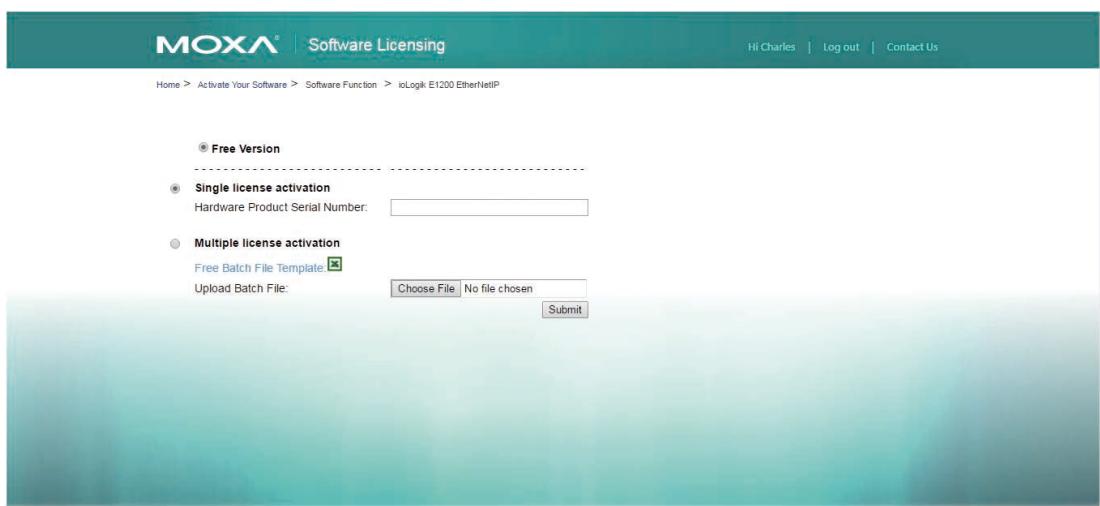 MOXA® Software Licensing
Hi Charles | Log out | Contact Us
Home > Activate Your Software > Software Function > ioLogik E1200 EtherNetIP
Free Version
Single license activation
Hardware Product Serial Number:
Multiple license activation
Free Batch File Template:
Upload Batch File: Choose File No file chosen
Submit